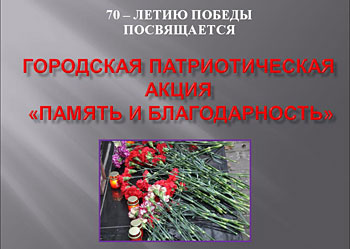 70 – ЛЕТИЮ ПОБЕДЫ
ПОСВЯЩАЕТСЯ
ГОРОДСКАЯ ПАТРИОТИЧЕСКАЯ
АКЦИЯ
«ПАМЯТЬ И БЛАГОДАРНОСТЬ»